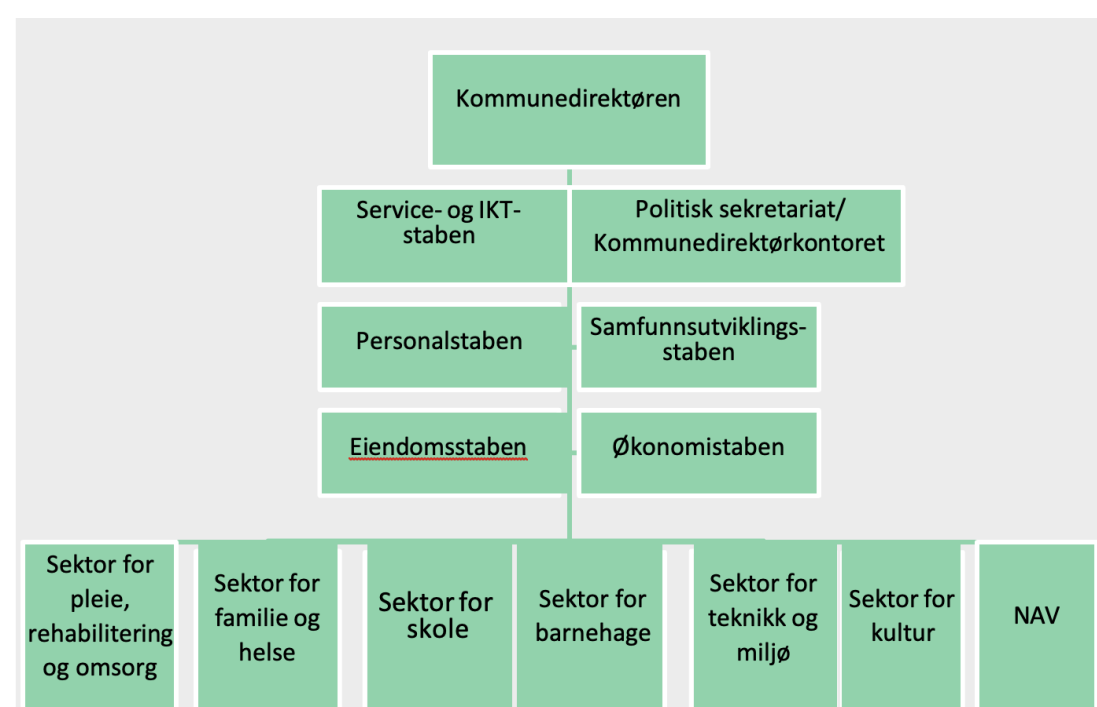 Kommunedirektøren
Service- og IKT-
staben
Politisk sekretariat/
Kommunedirektørkontoret
Personalstaben
Samfunnsutviklings-
staben
Eiendomsstaben
Økonomistaben
Sektor for
pleie,
rehabilitering
og omsorg
Sektor for
familie og
helse
Sektor for
skole
Sektor for
barnehage
Sektor for
teknikk og
miljø
Sektor for
kultur
NAV